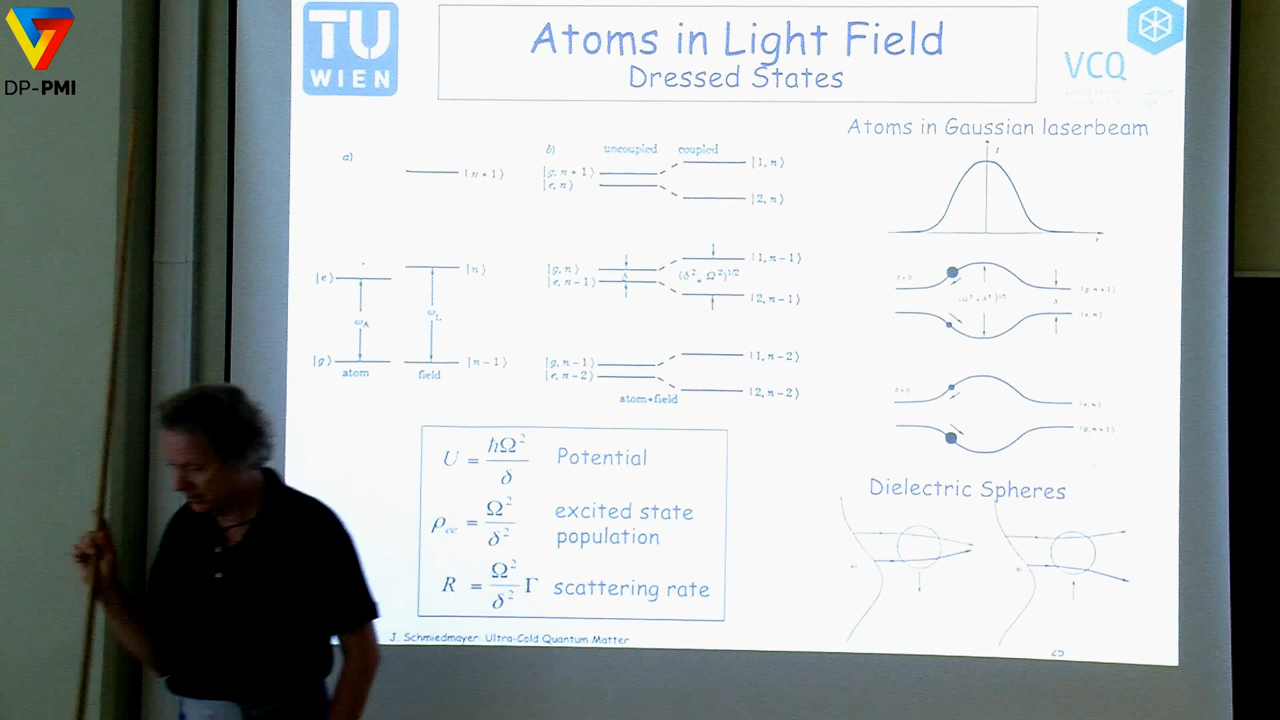 DP-PMI
TU
WIEN
Atoms in Light Field
Dressed States
VCQ
Atoms in Gaussian laserbeam
a)
|n+1⟩
|e⟩
|n⟩
ω_A
ω_L
|g⟩
|n−1⟩
atom
field
b)
uncoupled
coupled
|g, n+1⟩
|e, n⟩
|1, n⟩
|2, n⟩
|g, n⟩
|e, n−1⟩
δ
(δ² + Ω²)^1/2
|1, n−1⟩
|2, n−1⟩
|g, n−1⟩
|e, n−2⟩
|1, n−2⟩
|2, n−2⟩
atom+field
U = ħΩ²/δ Potential
ρ_ee = Ω²/δ² excited state
population
R = Ω²/δ² Γ scattering rate
Dielectric Spheres
J. Schmiedmayer: Ultra-Cold Quantum Matter